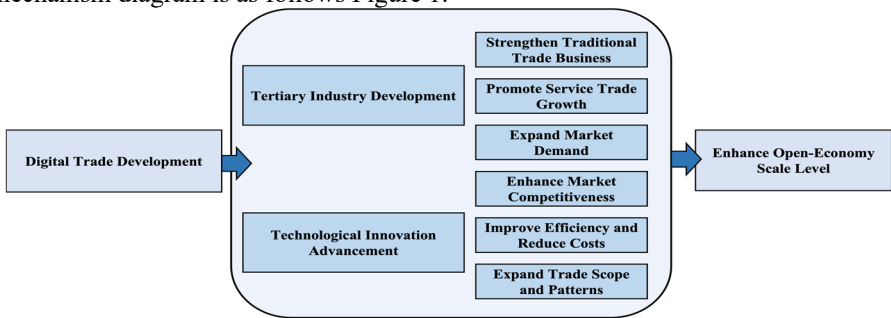 mechanism diagram is as follows Figure 1.
Digital Trade Development
Tertiary Industry Development
Technological Innovation
Advancement
Strengthen Traditional
Trade Business
Promote Service Trade
Growth
Expand Market
Demand
Enhance Market
Competitiveness
Improve Efficiency and
Reduce Costs
Expand Trade Scope
and Patterns
Enhance Open-Economy
Scale Level